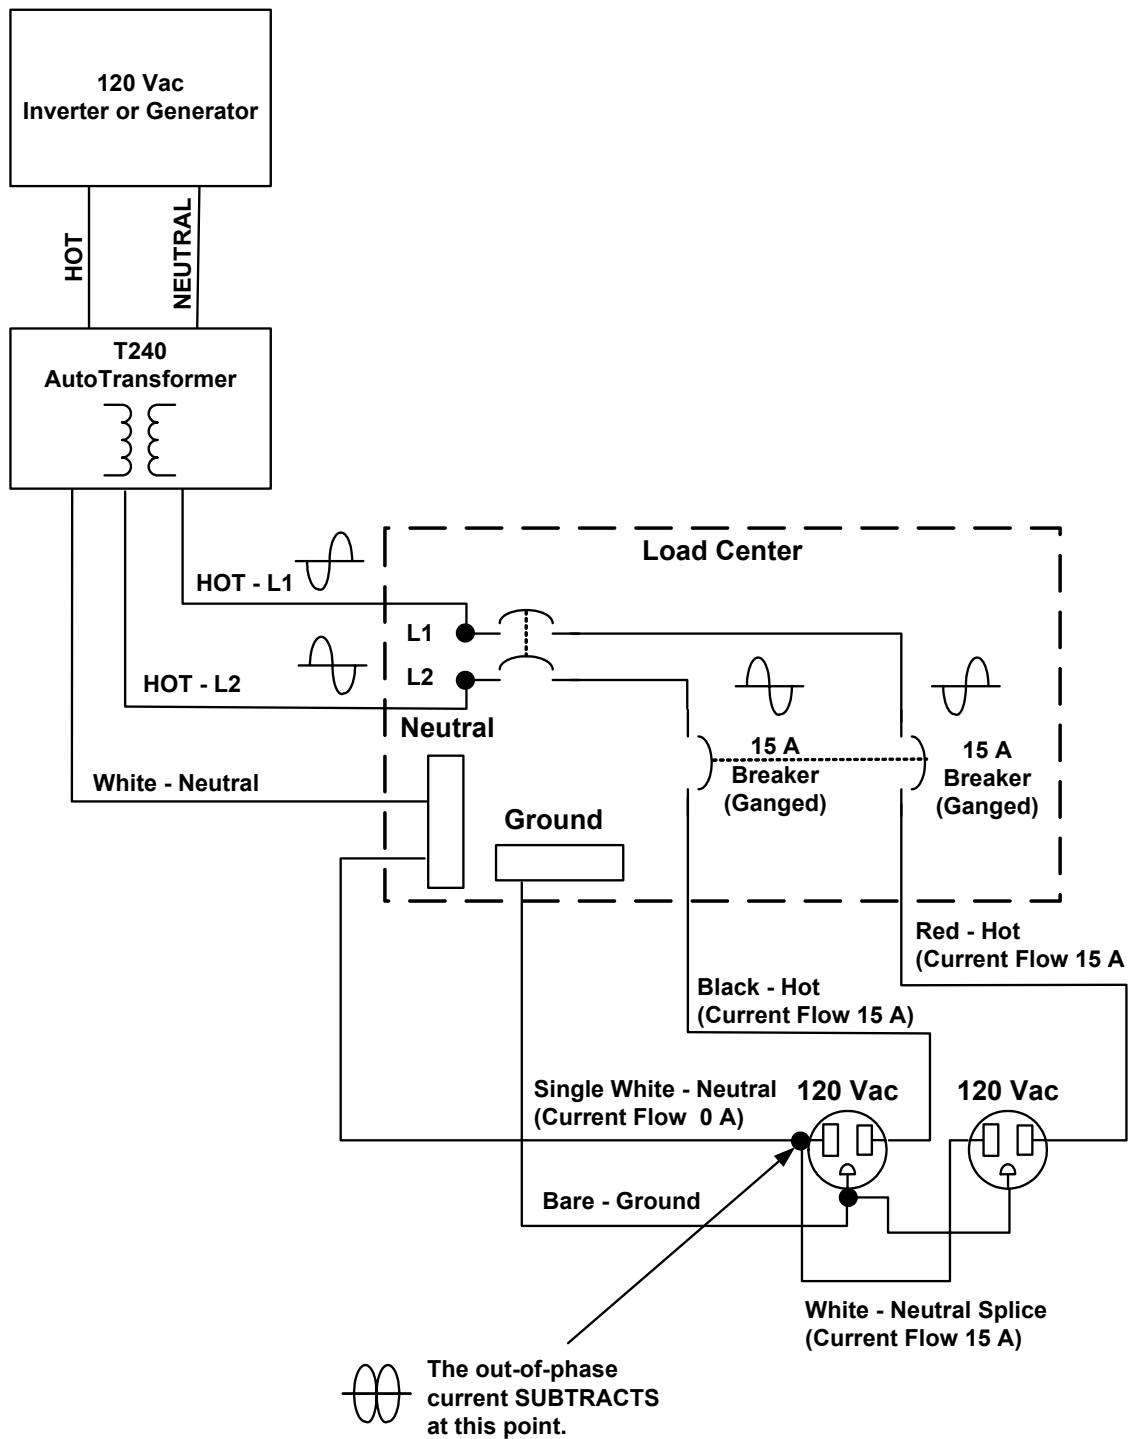 120 Vac
Inverter or Generator
HOT
NEUTRAL
T240
AutoTransformer
Load Center
HOT - L1
L1
L2
HOT - L2
Neutral
White - Neutral
Ground
15 A
Breaker
(Ganged)
15 A
Breaker
(Ganged)
Red - Hot
(Current Flow 15 A
Black - Hot
(Current Flow 15 A)
Single White - Neutral
(Current Flow  0 A)
120 Vac
120 Vac
Bare - Ground
White - Neutral Splice
(Current Flow 15 A)
The out-of-phase
current SUBTRACTS
at this point.